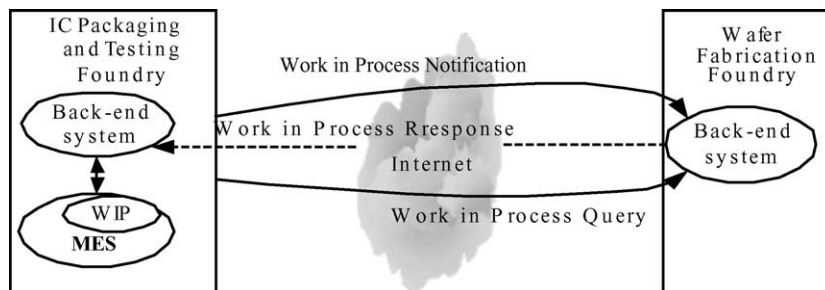 IC Packaging
and Testing
Foundry
Back-end
system
WIP
MES
Work in Process Notification
Work in Process Rresponse
Internet
Work in Process Query
Wafer
Fabrication
Foundry
Back-end
system